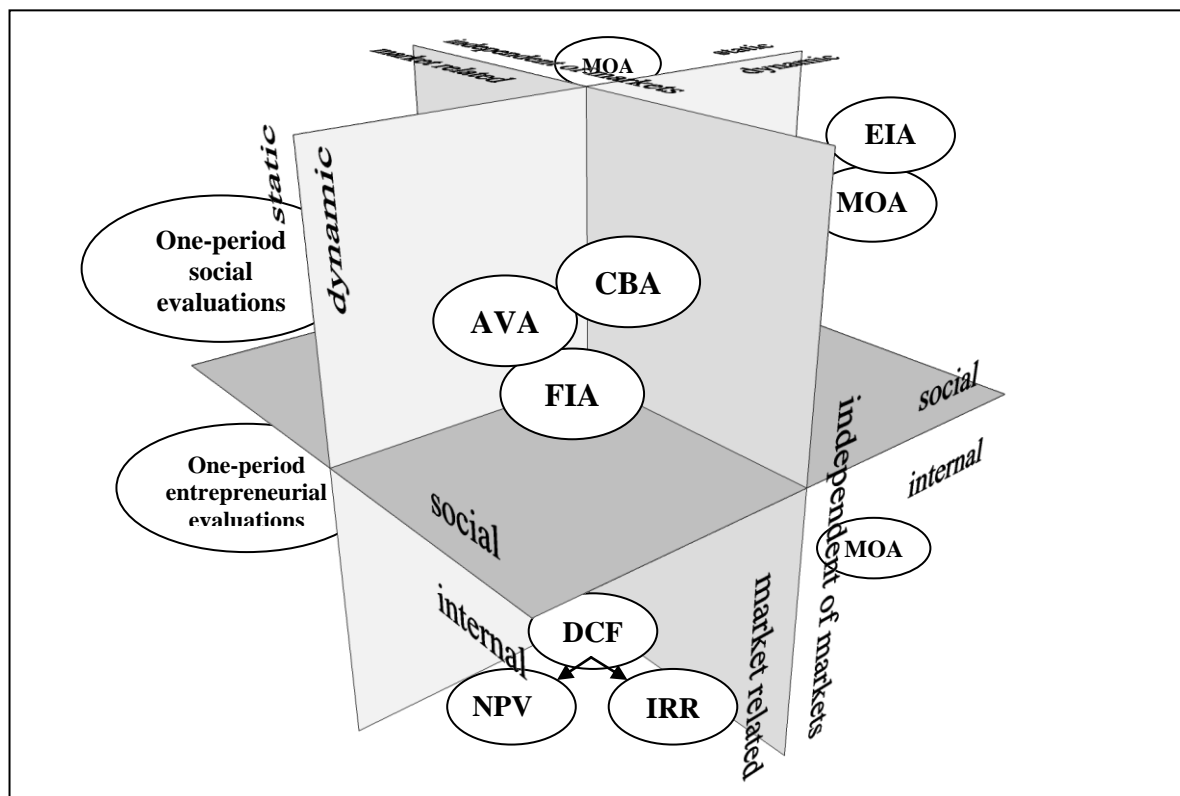 independent of markets
market related
MOA
static
dynamic
EIA
MOA
static
dynamic
One-period
social
evaluations
CBA
AVA
FIA
social
internal
One-period
entrepreneurial
evaluations
social
internal
independent of markets
market related
MOA
DCF
NPV
IRR